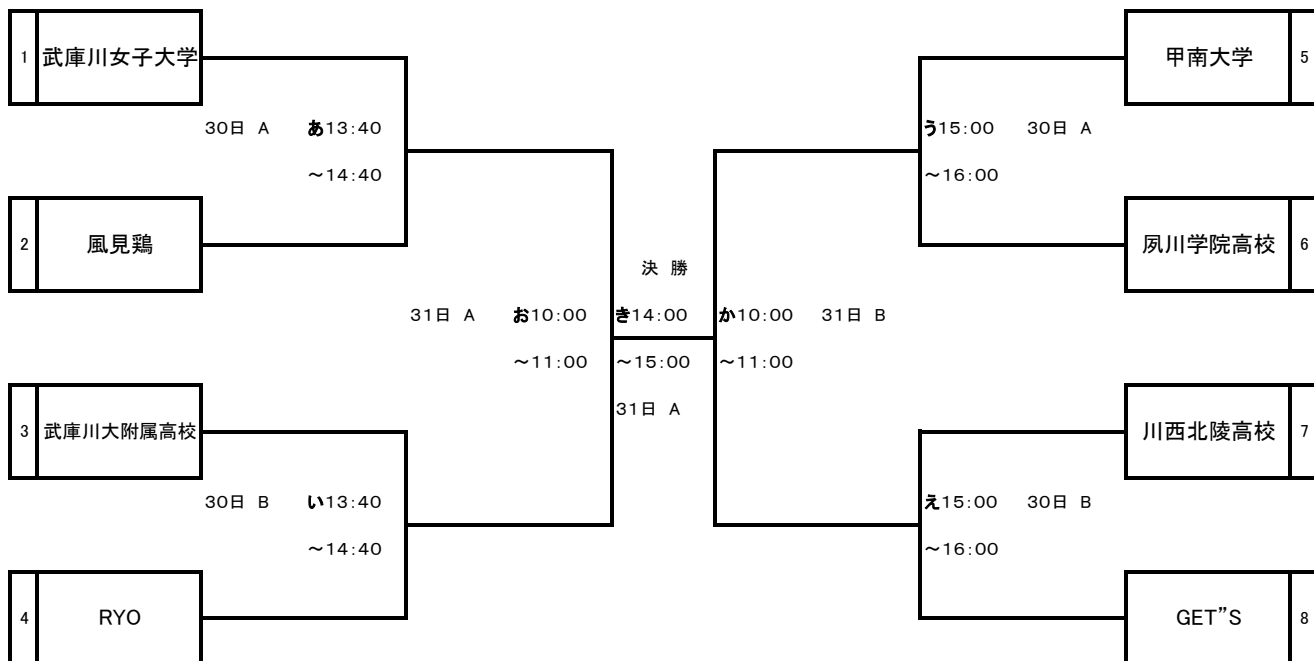 1 武庫川女子大学
甲南大学 5
30日 A あ13:40
う15:00 30日 A
～14:40
～16:00
2 風見鶏
夙川学院高校 6
決 勝
31日 A お10:00
き14:00
か10:00 31日 B
～11:00
～15:00
～11:00
31日 A
3 武庫川大附属高校
川西北陵高校 7
30日 B い13:40
え15:00 30日 B
～14:40
～16:00
4 RYO
GET”S 8